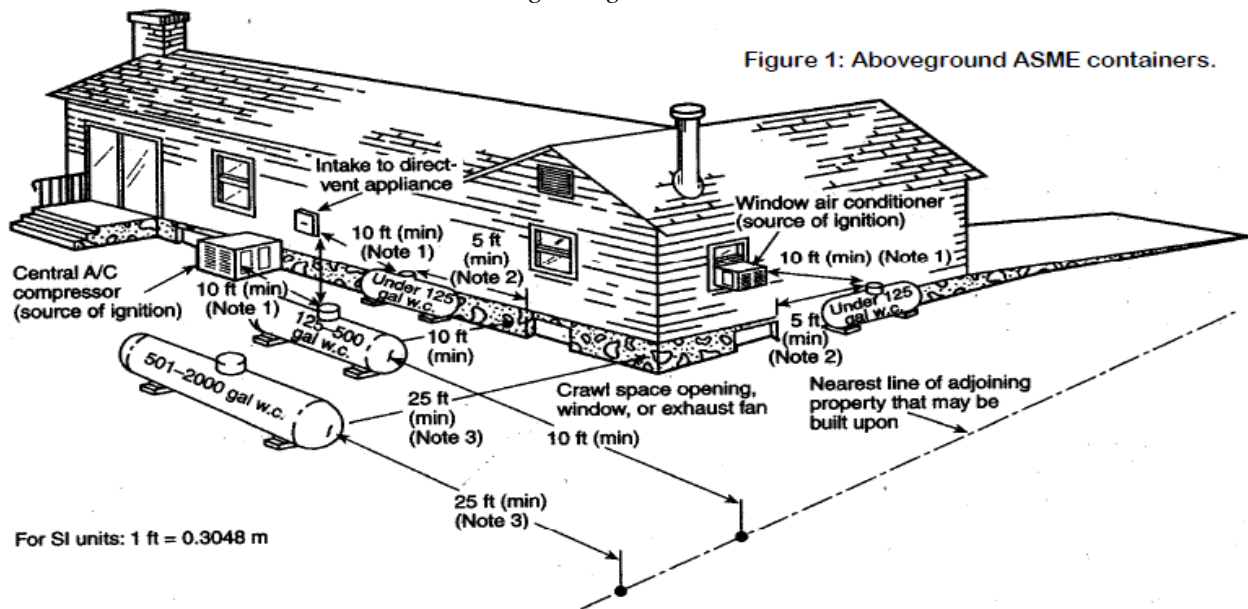 Figure 1: Aboveground ASME containers.
Intake to direct-
vent appliance
Window air conditioner
(source of ignition)
10 ft (min)
(Note 1)
5 ft
(min)
(Note 2)
10 ft (min) (Note 1)
Central A/C
compressor
(source of ignition)
10 ft (min)
(Note 1)
Under 125
gal w.c.
Under 125
gal w.c.
125–500
gal w.c.
10 ft
(min)
5 ft
(min)
(Note 2)
501–2000 gal w.c.
25 ft
(min)
(Note 3)
Crawl space opening,
window, or exhaust fan
10 ft (min)
Nearest line of adjoining
property that may be
built upon
25 ft (min)
(Note 3)
For SI units: 1 ft = 0.3048 m